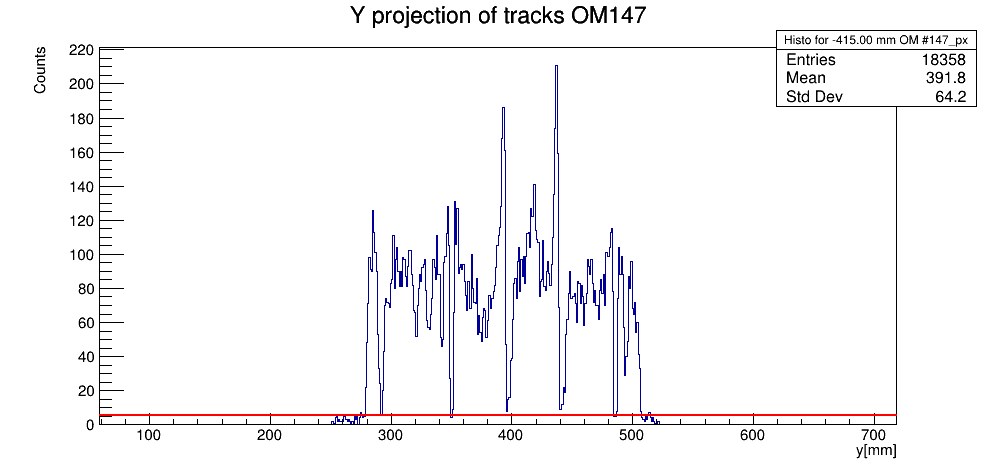 Y projection of tracks OM147
Histo for -415.00 mm OM #147_px
Entries 18358
Mean 391.8
Std Dev 64.2
Counts
220
200
180
160
140
120
100
80
60
40
20
0
100 200 300 400 500 600 700
y[mm]